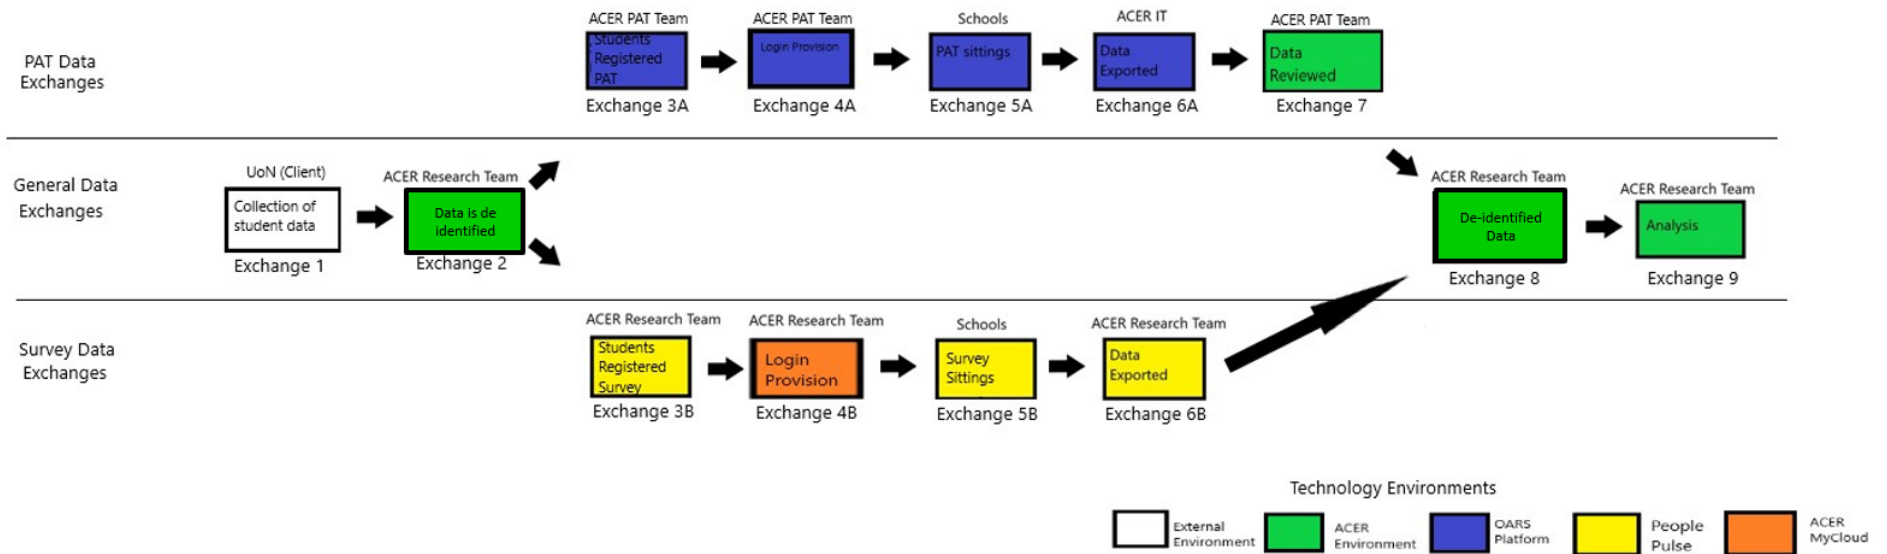 PAT Data
Exchanges
ACER PAT Team
Students
Registered
PAT
Exchange 3A
ACER PAT Team
Login Provision
Exchange 4A
Schools
PAT sittings
Exchange 5A
ACER IT
Data
Exported
Exchange 6A
ACER PAT Team
Data
Reviewed
Exchange 7
General Data
Exchanges
UoN (Client)
Collection of
student data
Exchange 1
ACER Research Team
Data is de
identified
Exchange 2
ACER Research Team
De-identified
Data
Exchange 8
ACER Research Team
Analysis
Exchange 9
Survey Data
Exchanges
ACER Research Team
Students
Registered
Survey
Exchange 3B
ACER Research Team
Login
Provision
Exchange 4B
Schools
Survey
Sittings
Exchange 5B
ACER Research Team
Data
Exported
Exchange 6B
Technology Environments
External
Environment
ACER
Environment
OARS
Platform
People
Pulse
ACER
MyCloud